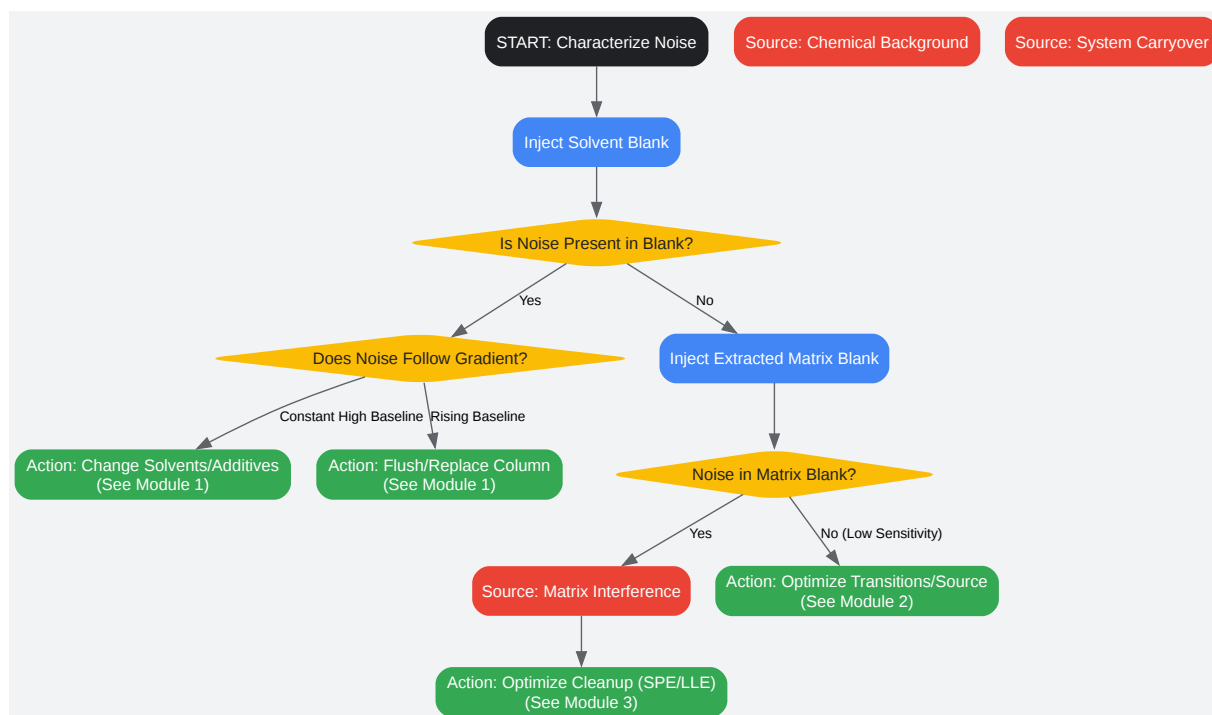 START: Characterize Noise
Source: Chemical Background
Source: System Carryover
Inject Solvent Blank
Is Noise Present in Blank?
Yes
No
Does Noise Follow Gradient?
Inject Extracted Matrix Blank
Constant High Baseline
Rising Baseline
Action: Change Solvents/Additives
(See Module 1)
Action: Flush/Replace Column
(See Module 1)
Noise in Matrix Blank?
Yes
No (Low Sensitivity)
Source: Matrix Interference
Action: Optimize Transitions/Source
(See Module 2)
Action: Optimize Cleanup (SPE/LLE)
(See Module 3)